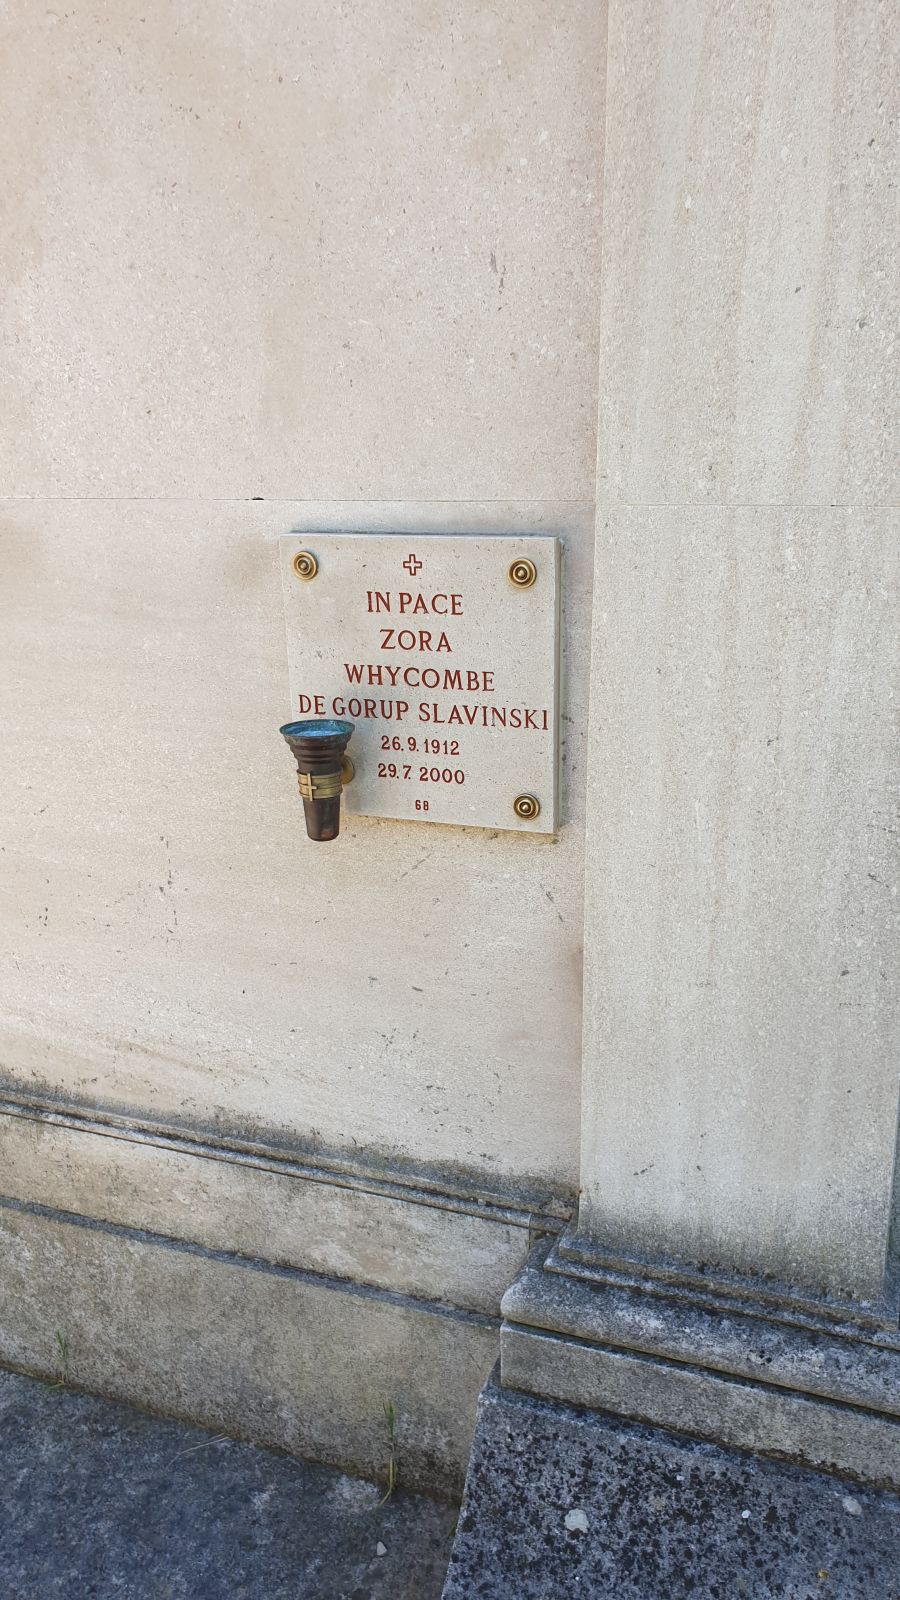 IN PACE
ZORA
WHYCOMBE
DE GORUP SLAVINSKI
26.9.1912
29.7.2000
68